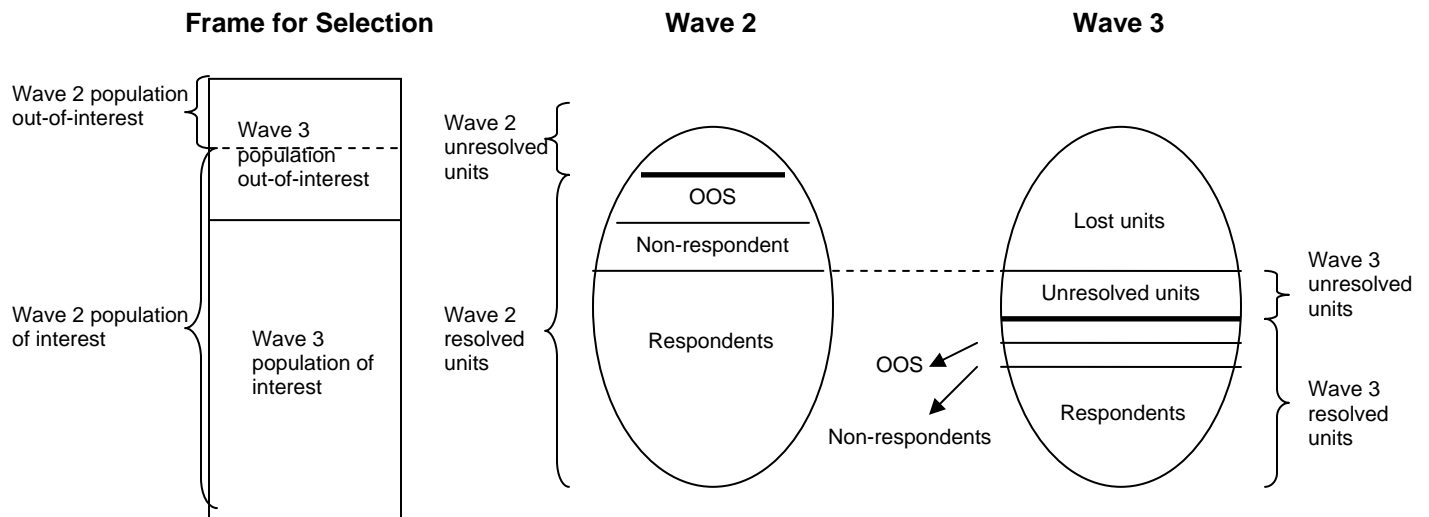 Frame for Selection
Wave 2
Wave 3
Wave 2 population
out-of-interest
Wave 3
population
out-of-interest
Wave 2 population
of interest
Wave 3
population of
interest
Wave 2
unresolved
units
OOS
Non-respondent
Wave 2
resolved
units
Respondents
Lost units
Unresolved units
Wave 3
unresolved
units
OOS
Non-respondents
Respondents
Wave 3
resolved
units